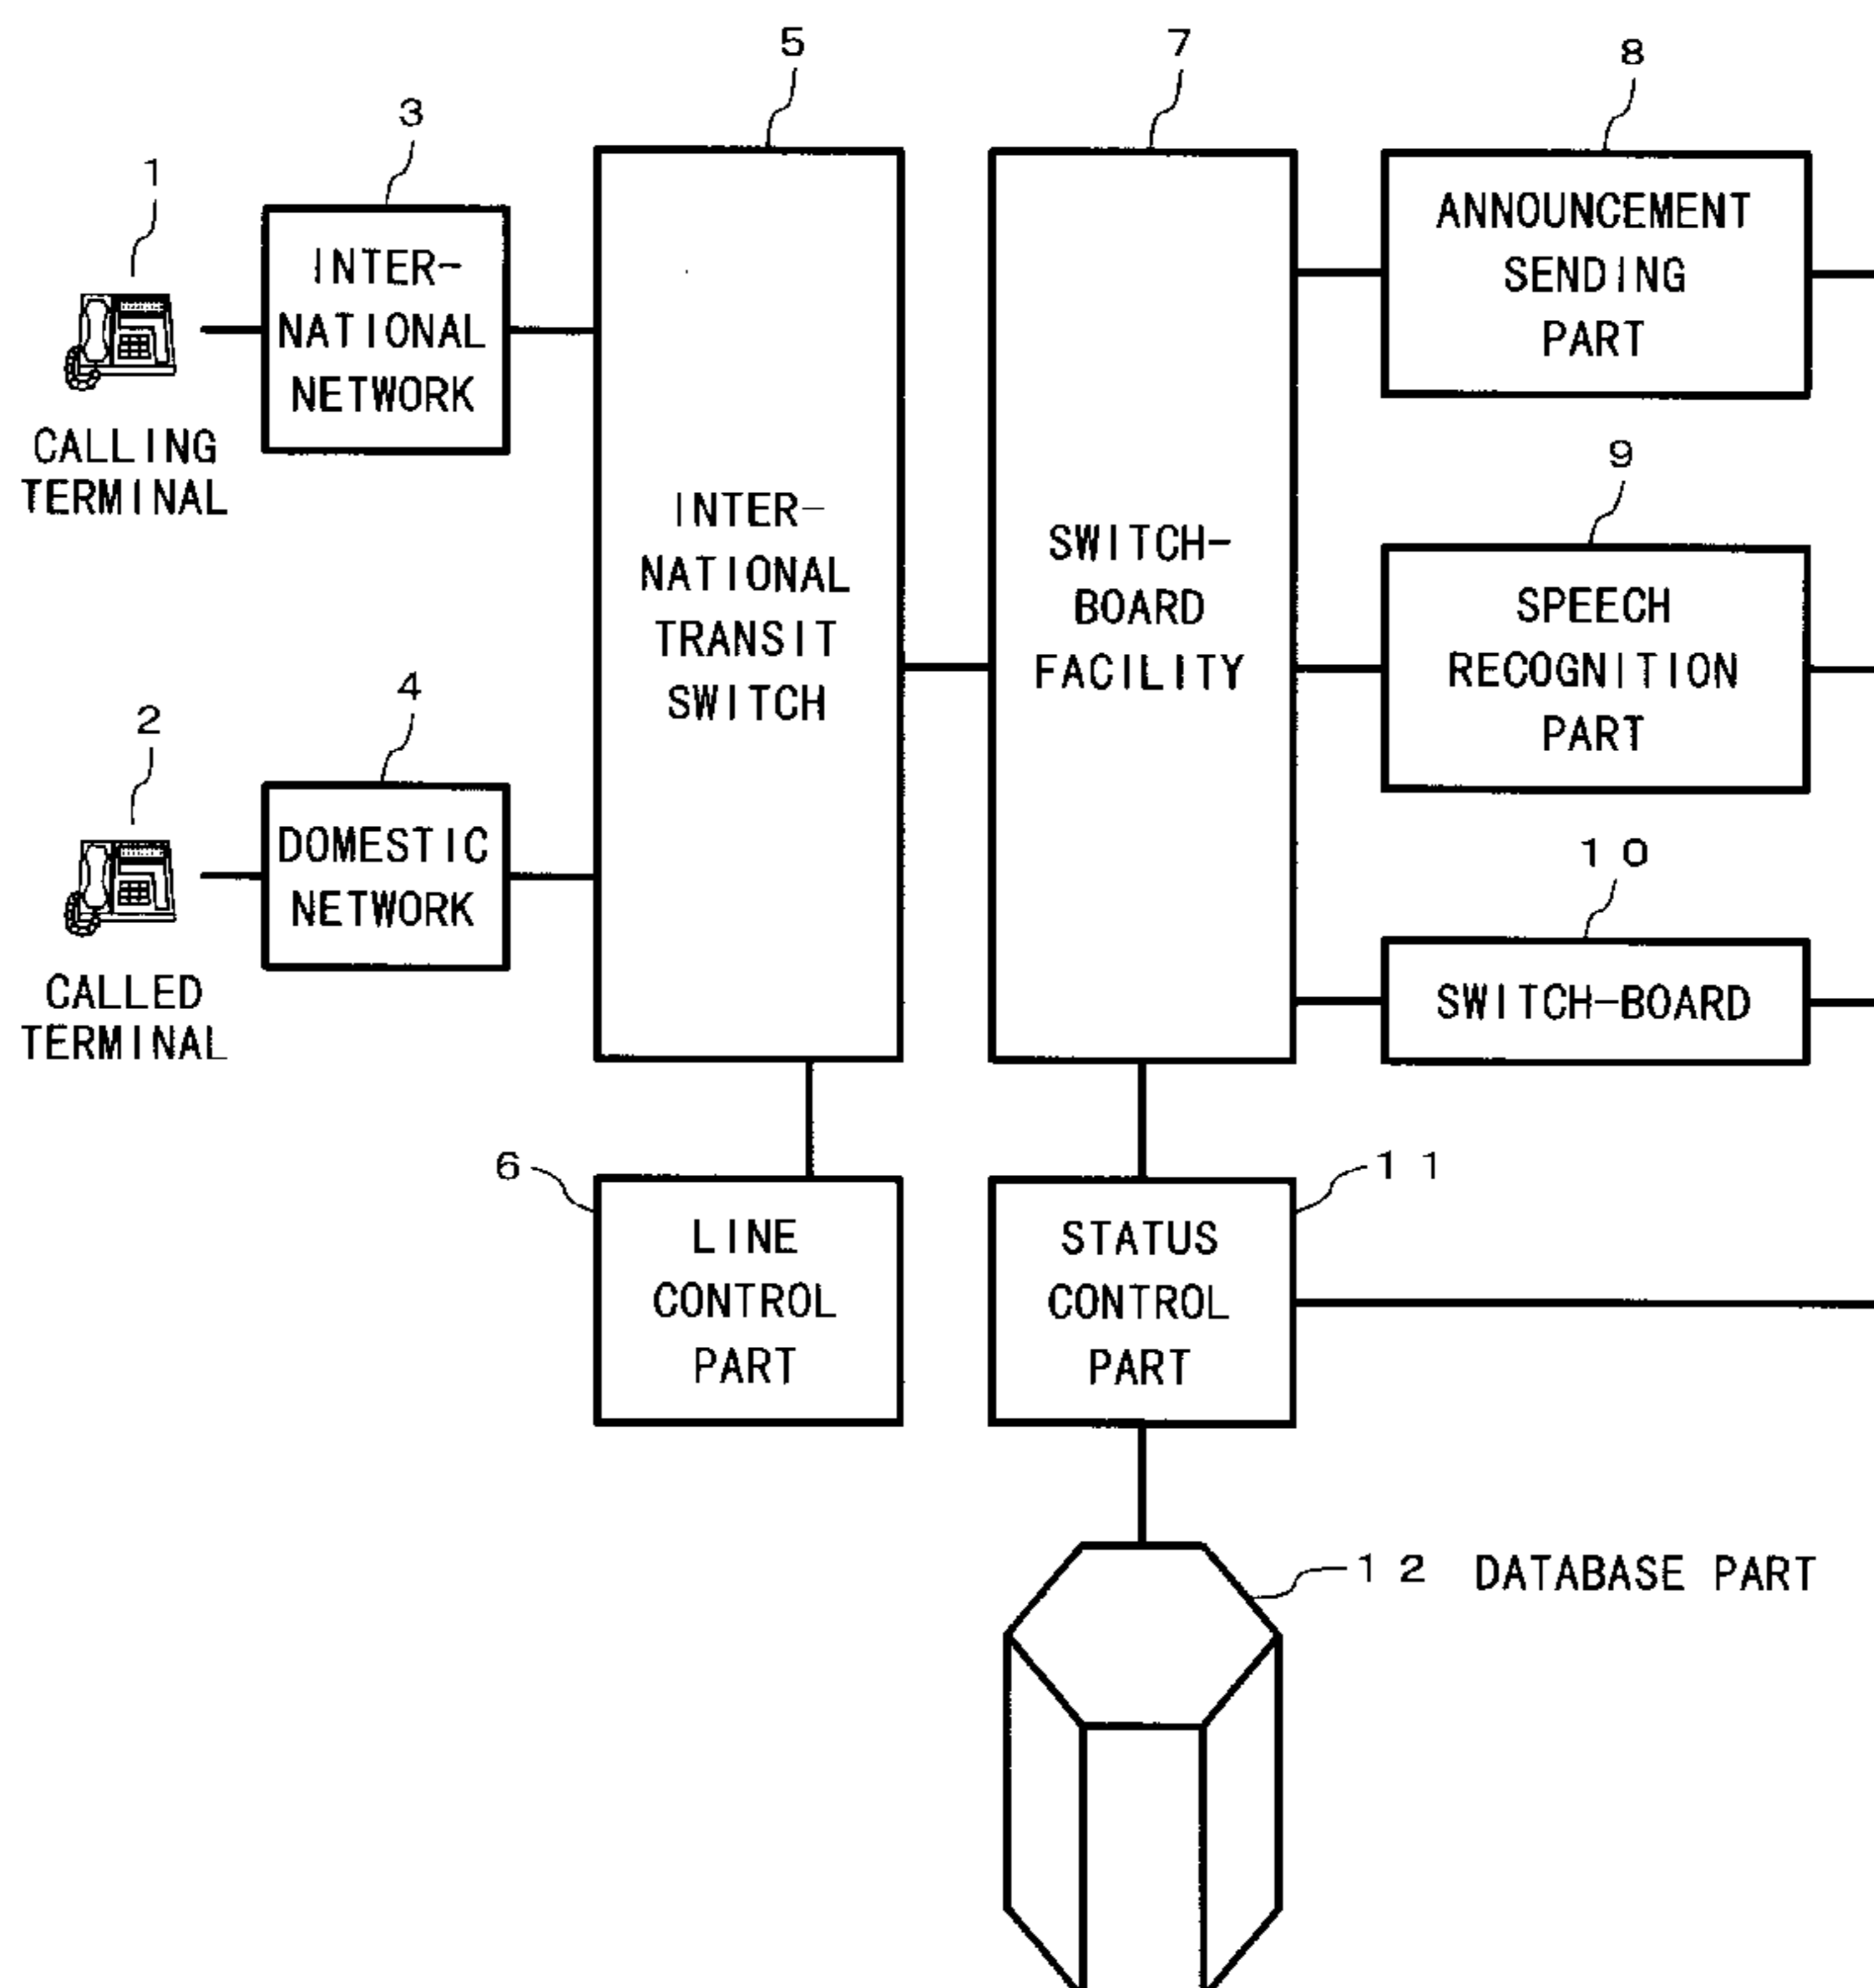 5
7
8
3
1
INTER-
NATIONAL
NETWORK
CALLING
TERMINAL
INTER-
NATIONAL
TRANSIT
SWITCH
SWITCH-
BOARD
FACILITY
ANNOUNCEMENT
SENDING
PART
9
SPEECH
RECOGNITION
PART
4
2
DOMESTIC
NETWORK
CALLED
TERMINAL
10
SWITCH-BOARD
6
LINE
CONTROL
PART
11
STATUS
CONTROL
PART
12 DATABASE PART